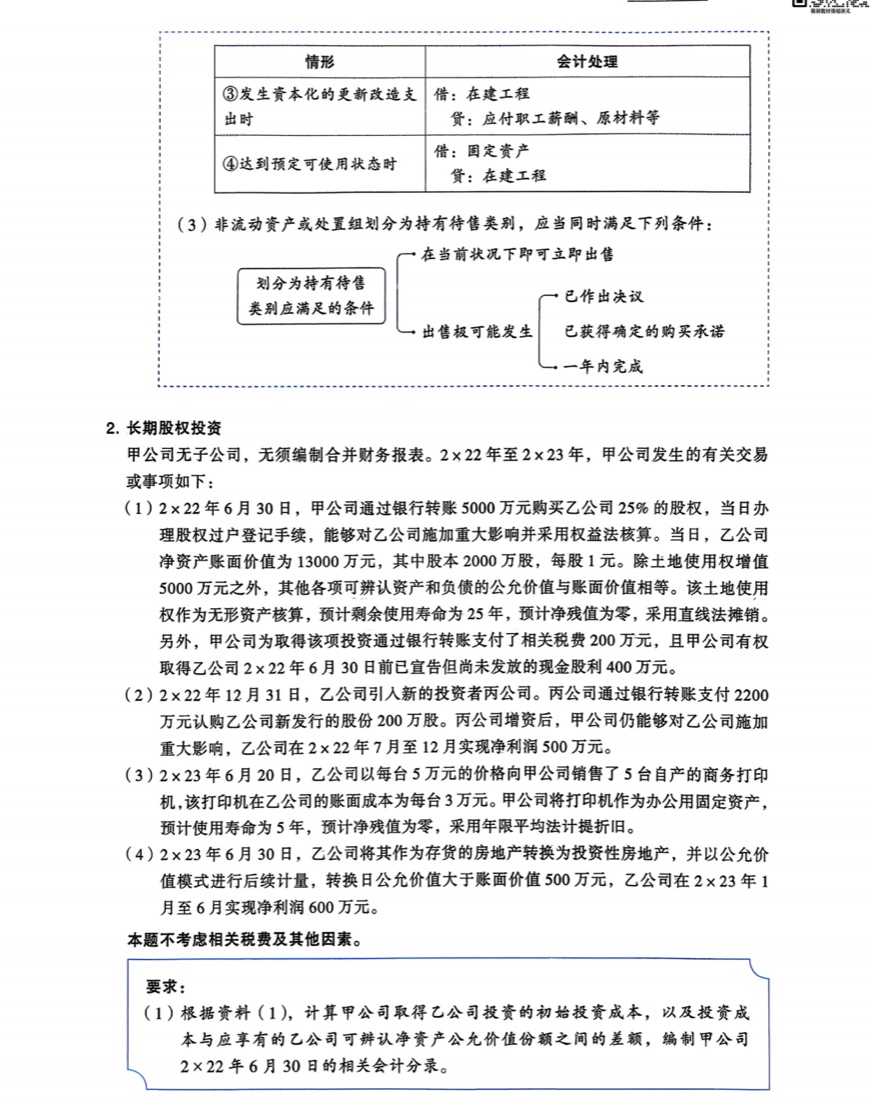 情形 会计处理
③发生资本化的更新改造支 借：在建工程
出时 贷：应付职工薪酬、原材料等
④达到预定可使用状态时 借：固定资产
贷：在建工程
（3）非流动资产或处置组划分为持有待售类别，应当同时满足下列条件：
在当前状况下即可立即出售
划分为持有待售
类别应满足的条件
已作出决议
出售极可能发生 已获得确定的购买承诺
一年内完成
2. 长期股权投资
甲公司无子公司，无须编制合并财务报表。2×22年至2×23年，甲公司发生的有关交易
或事项如下：
（1）2×22年6月30日，甲公司通过银行转账5000万元购买乙公司25%的股权，当日办
理股权过户登记手续，能够对乙公司施加重大影响并采用权益法核算。当日，乙公司
净资产账面价值为13000万元，其中股本2000万股，每股1元。除土地使用权增值
5000万元之外，其他各项可辨认资产和负债的公允价值与账面价值相等。该土地使用
权作为无形资产核算，预计剩余使用寿命为25年，预计净残值为零，采用直线法摊销。
另外，甲公司为取得该项投资通过银行转账支付了相关税费200万元，且甲公司有权
取得乙公司2×22年6月30日前已宣告但尚未发放的现金股利400万元。
（2）2×22年12月31日，乙公司引入新的投资者丙公司。丙公司通过银行转账支付2200
万元认购乙公司新发行的股份200万股。丙公司增资后，甲公司仍能够对乙公司施加
重大影响，乙公司在2×22年7月至12月实现净利润500万元。
（3）2×23年6月20日，乙公司以每台5万元的价格向甲公司销售了5台自产的商务打印
机，该打印机在乙公司的账面成本为每台3万元。甲公司将打印机作为办公用固定资产，
预计使用寿命为5年，预计净残值为零，采用年限平均法计提折旧。
（4）2×23年6月30日，乙公司将其作为存货的房地产转换为投资性房地产，并以公允价
值模式进行后续计量，转换日公允价值大于账面价值500万元，乙公司在2×23年1
月至6月实现净利润600万元。
本题不考虑相关税费及其他因素。
要求：
（1）根据资料（1），计算甲公司取得乙公司投资的初始投资成本，以及投资成
本与应享有的乙公司可辨认净资产公允价值份额之间的差额，编制甲公司
2×22年6月30日的相关会计分录。